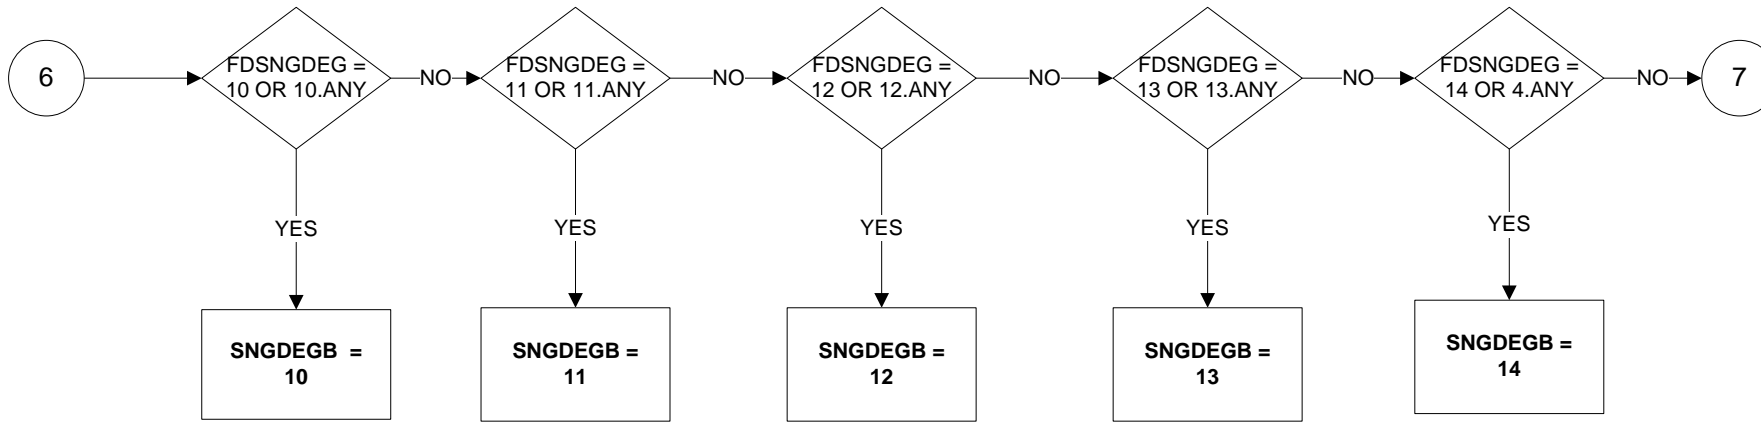 6
FDSNGDEG =
10 OR 10.ANY
NO
FDSNGDEG =
11 OR 11.ANY
NO
FDSNGDEG =
12 OR 12.ANY
NO
FDSNGDEG =
13 OR 13.ANY
NO
FDSNGDEG =
14 OR 4.ANY
NO
7
YES
YES
YES
YES
YES
SNGDEGB =
10
SNGDEGB =
11
SNGDEGB =
12
SNGDEGB =
13
SNGDEGB =
14